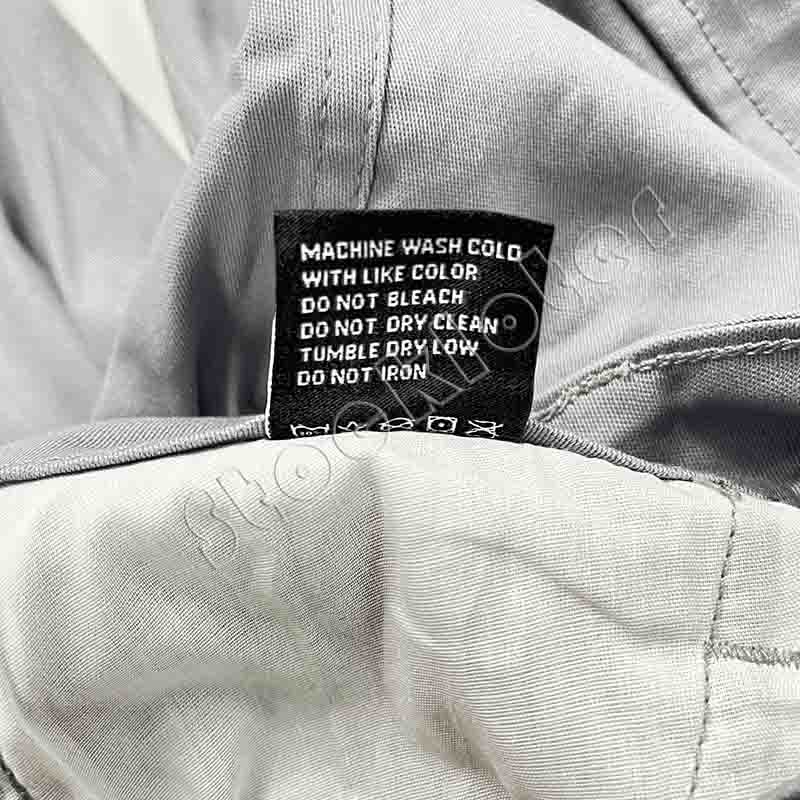 MACHINE WASH COLD
WITH LIKE COLOR
DO NOT BLEACH
DO NOT DRY CLEAN
TUMBLE DRY LOW
DO NOT IRON